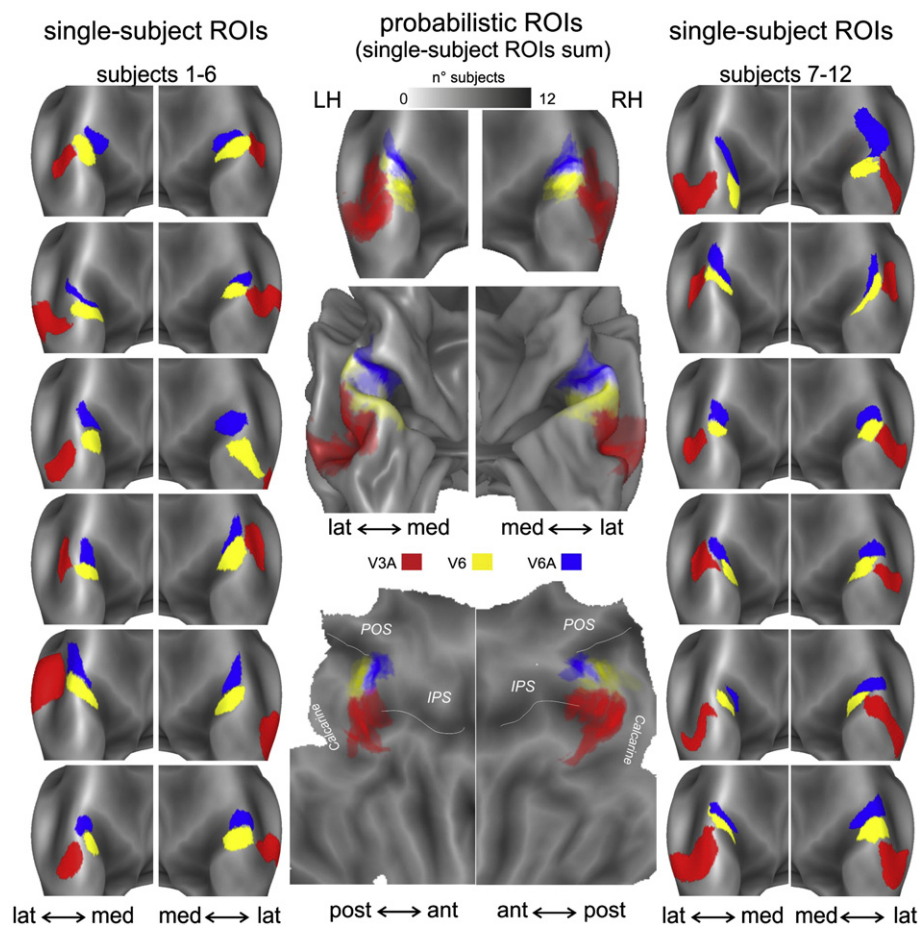 single-subject ROIs
subjects 1-6
probabilistic ROIs
(single-subject ROIs sum)
n° subjects
0
12
LH
RH
single-subject ROIs
subjects 7-12
lat ↔ med
med ↔ lat
V3A
V6
V6A
POS
POS
IPS
IPS
Calcarine
Calcarine
lat ↔ med
med ↔ lat
post ↔ ant
ant ↔ post
lat ↔ med
med ↔ lat